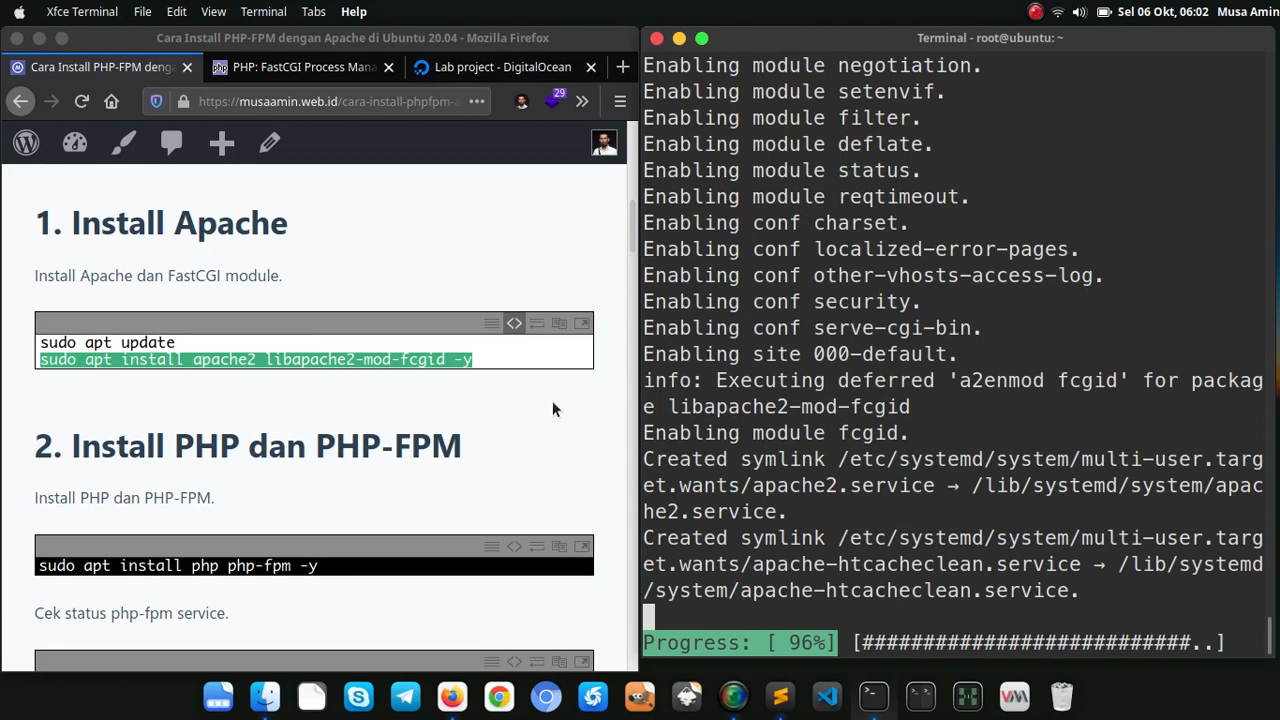 Xfce Terminal File Edit View Terminal Tabs Help
Sel 06 Okt, 06:02 Musa Amin
Cara Install PHP-FPM dengan Apache di Ubuntu 20.04 - Mozilla Firefox
Cara Install PHP-FPM denga
PHP: FastCGI Process Mana
Lab project - DigitalOcean
https://musaamin.web.id/cara-install-phpfpm-a
29
1. Install Apache
Install Apache dan FastCGI module.
sudo apt update
sudo apt install apache2 libapache2-mod-fcgid -y
2. Install PHP dan PHP-FPM
Install PHP dan PHP-FPM.
sudo apt install php php-fpm -y
Cek status php-fpm service.
Terminal - root@ubuntu: ~
Enabling module negotiation.
Enabling module setenvif.
Enabling module filter.
Enabling module deflate.
Enabling module status.
Enabling module reqtimeout.
Enabling conf charset.
Enabling conf localized-error-pages.
Enabling conf other-vhosts-access-log.
Enabling conf security.
Enabling conf serve-cgi-bin.
Enabling site 000-default.
info: Executing deferred 'a2enmod fcgid' for packag
e libapache2-mod-fcgid
Enabling module fcgid.
Created symlink /etc/systemd/system/multi-user.targ
et.wants/apache2.service → /lib/systemd/system/apac
he2.service.
Created symlink /etc/systemd/system/multi-user.targ
et.wants/apache-htcacheclean.service → /lib/systemd
/system/apache-htcacheclean.service.
Progress: [ 96%] [###########################..]